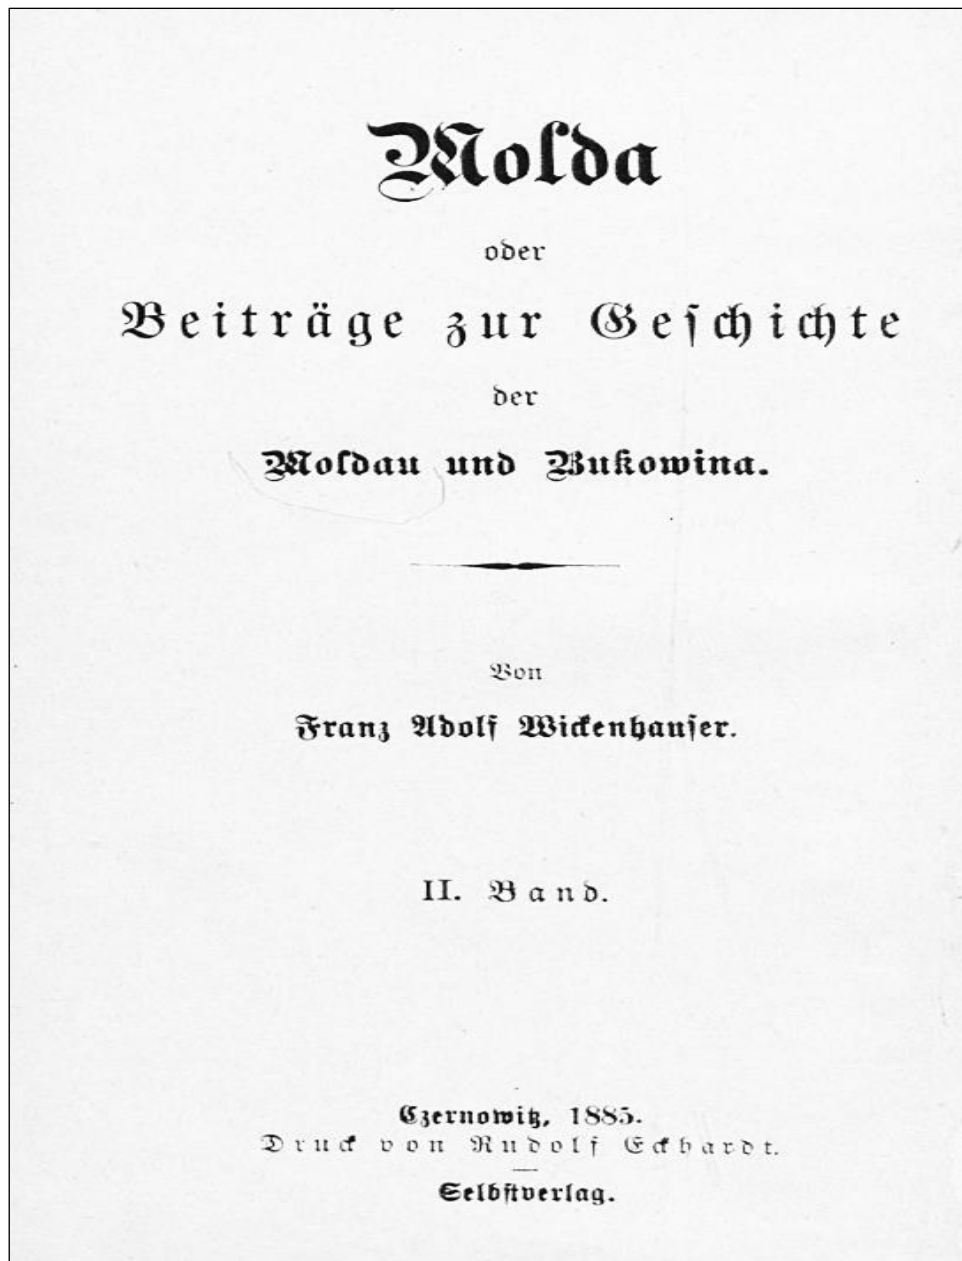 Molda
oder
Beiträge zur Geſchichte
der
Moldau und Bukowina.
Von
Franz Adolf Wickenhauſer.
II. Band.
Czernowitz, 1885.
Druck von Rudolf Eckhardt.
Selbſtverlag.